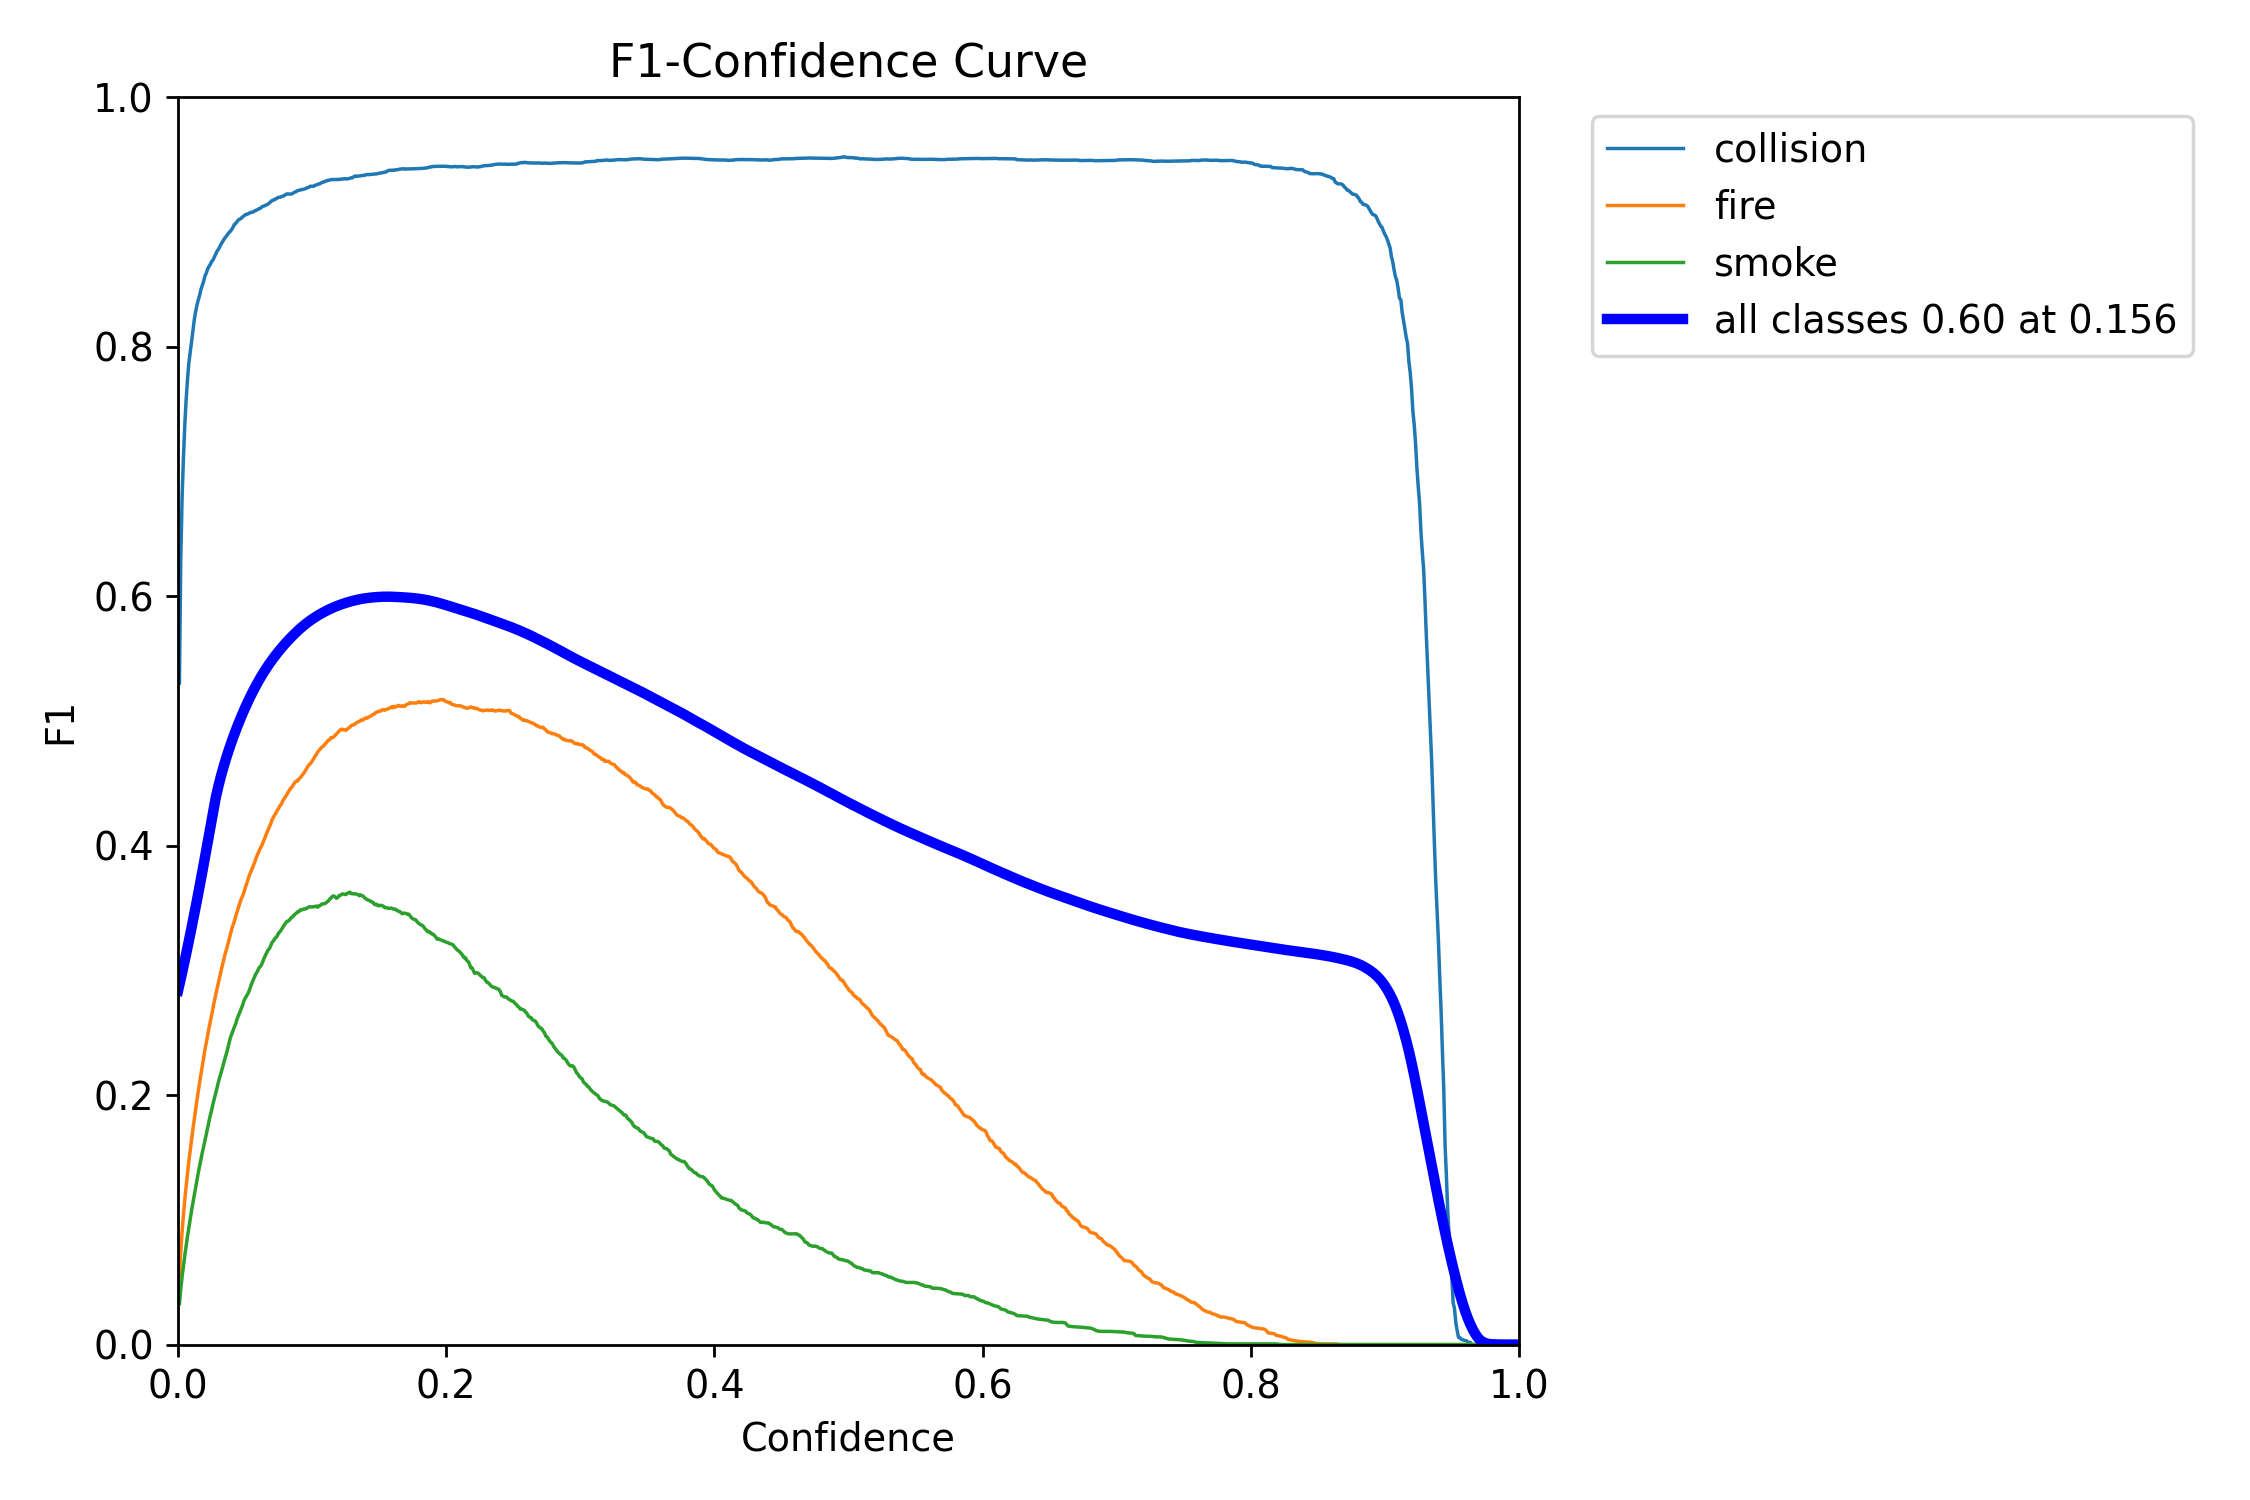 F1-Confidence Curve
1.0
0.8
0.6
0.4
0.2
0.0
F1
0.0 0.2 0.4 0.6 0.8 1.0
Confidence
collision
fire
smoke
all classes 0.60 at 0.156